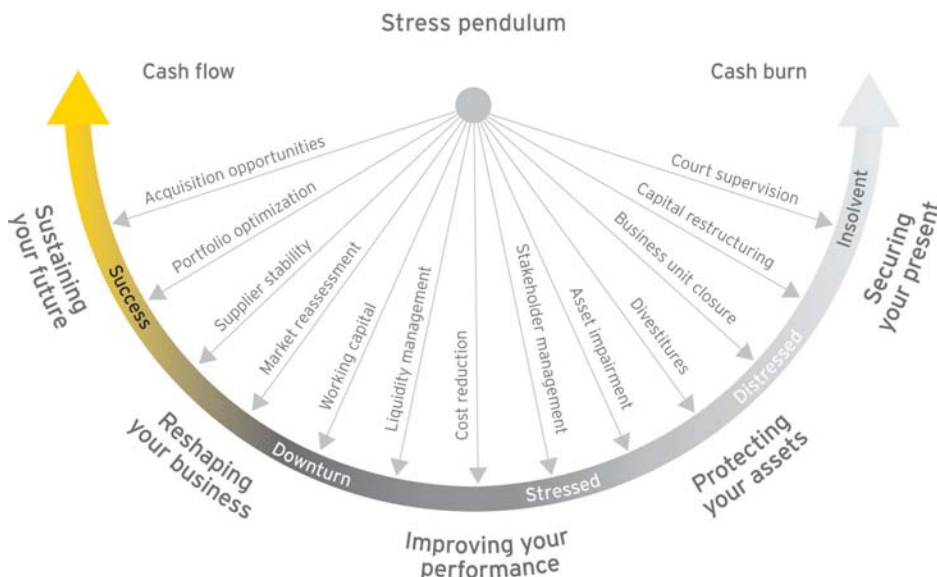 Stress pendulum
Cash flow
Cash burn
Acquisition opportunities
Portfolio optimization
Supplier stability
Market reassessment
Working capital
Liquidity management
Cost reduction
Stakeholder management
Asset impairment
Divestitures
Business unit closure
Capital restructuring
Court supervision
Success
Downturn
Stressed
Distressed
Insolvent
Sustaining
your future
Reshaping
your business
Improving your
performance
Protecting
your assets
Securing
your present